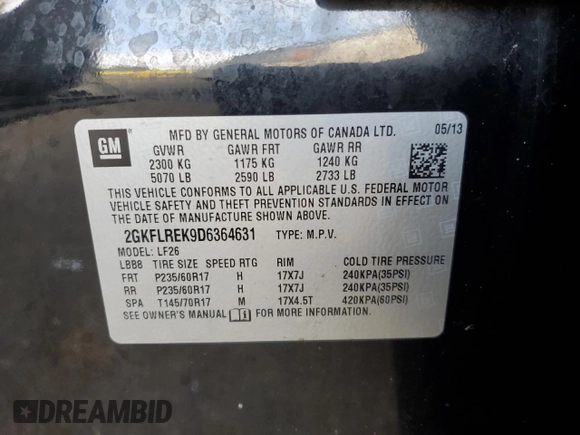 GM
MFD BY GENERAL MOTORS OF CANADA LTD. 05/13
GVWR GAWR FRT GAWR RR
2300 KG 1175 KG 1240 KG
5070 LB 2590 LB 2733 LB
THIS VEHICLE CONFORMS TO ALL APPLICABLE U.S. FEDERAL MOTOR
VEHICLE SAFETY AND THEFT PREVENTION STANDARDS IN EFFECT ON
THE DATE OF MANUFACTURE SHOWN ABOVE.
2GKFLREK9D6364631 TYPE: M.P.V.
MODEL: LF26
LBB8 TIRE SIZE SPEED RTG RIM COLD TIRE PRESSURE
FRT P235/60R17 H 17X7J 240KPA(35PSI)
RR P235/60R17 H 17X7J 240KPA(35PSI)
SPA T145/70R17 M 17X4.5T 420KPA(60PSI)
SEE OWNER'S MANUAL FOR MORE INFORMATION.
DREAMBID